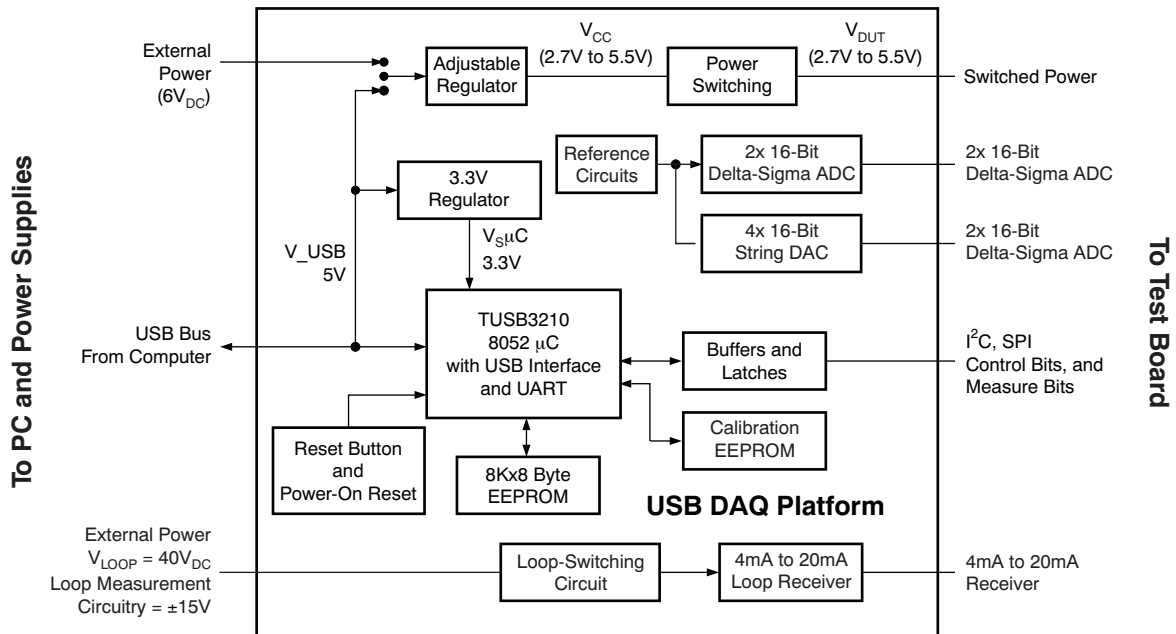 To PC and Power Supplies
External
Power
(6V_DC)
V_CC
(2.7V to 5.5V)
V_DUT
(2.7V to 5.5V)
Adjustable
Regulator
Power
Switching
Switched Power
Reference
Circuits
2x 16-Bit
Delta-Sigma ADC
2x 16-Bit
Delta-Sigma ADC
3.3V
Regulator
4x 16-Bit
String DAC
2x 16-Bit
Delta-Sigma ADC
V_USB
5V
V_SμC
3.3V
To Test Board
USB Bus
From Computer
TUSB3210
8052 μC
with USB Interface
and UART
Buffers and
Latches
I²C, SPI
Control Bits, and
Measure Bits
Reset Button
and
Power-On Reset
8Kx8 Byte
EEPROM
Calibration
EEPROM
USB DAQ Platform
External Power
V_LOOP = 40V_DC
Loop Measurement
Circuitry = ±15V
Loop-Switching
Circuit
4mA to 20mA
Loop Receiver
4mA to 20mA
Receiver